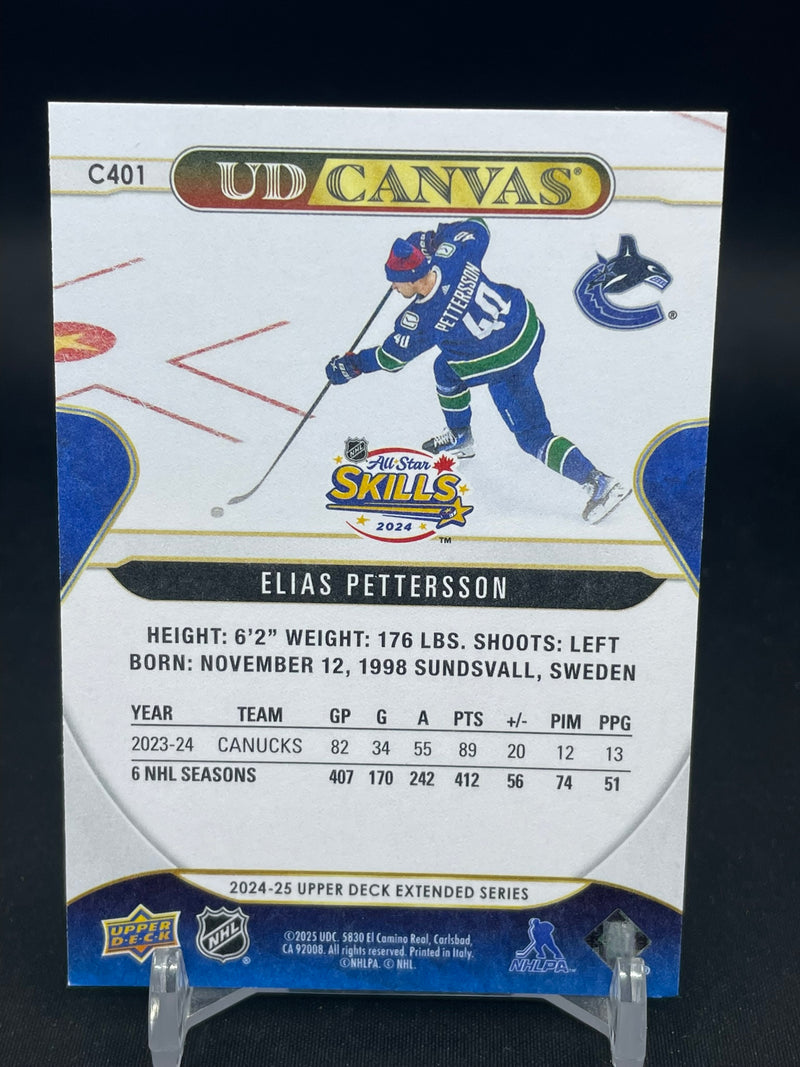 C401
UD CANVAS®
40
PETTERSSON
40
40
®
NHL
All Star
SKILLS
2024
TM
ELIAS PETTERSSON
HEIGHT: 6'2" WEIGHT: 176 LBS. SHOOTS: LEFT
BORN: NOVEMBER 12, 1998 SUNDSVALL, SWEDEN
YEAR TEAM GP G A PTS +/- PIM PPG
2023-24 CANUCKS 82 34 55 89 20 12 13
6 NHL SEASONS 407 170 242 412 56 74 51
2024-25 UPPER DECK EXTENDED SERIES
UPPER DECK
NHL
©2025 UDC. 5830 El Camino Real, Carlsbad,
CA 92008. All rights reserved. Printed in Italy.
©NHLPA. © NHL.
NHLPA